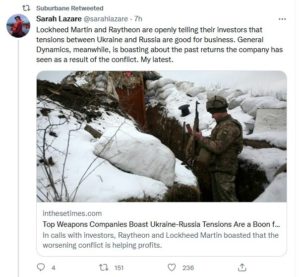 Suburbane Retweeted
Sarah Lazare @sarahlazare · 7h
Lockheed Martin and Raytheon are openly telling their investors that
tensions between Ukraine and Russia are good for business. General
Dynamics, meanwhile, is boasting about the past returns the company has
seen as a result of the conflict. My latest.
inthesetimes.com
Top Weapons Companies Boast Ukraine-Russia Tensions Are a Boon f...
In calls with investors, Raytheon and Lockheed Martin boasted that the
worsening conflict is helping profits.
4 151 236